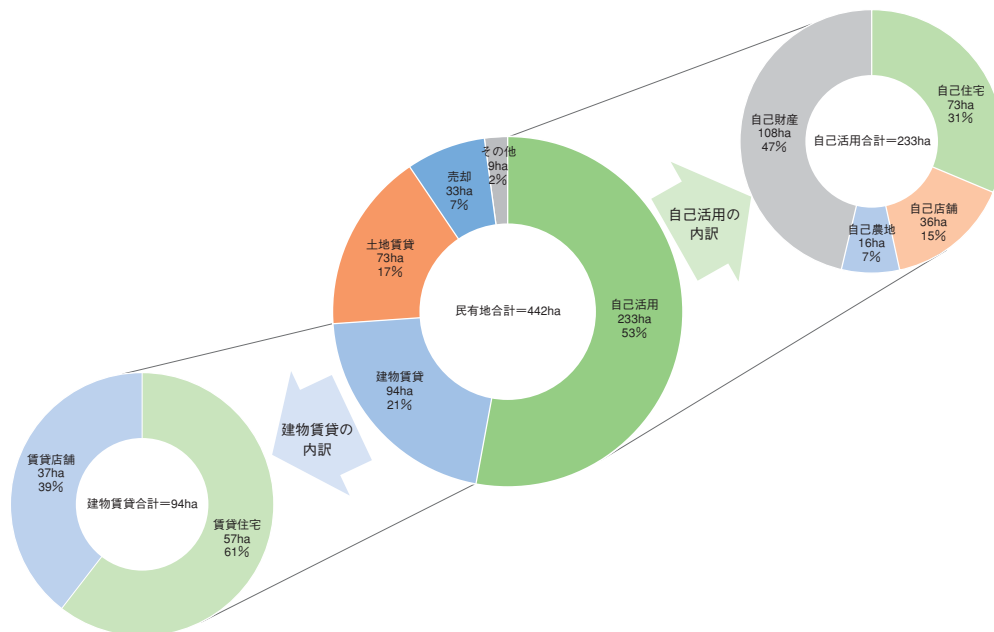 自己住宅
73ha
31%
自己店舗
36ha
15%
自己農地
16ha
7%
自己財産
108ha
47%
自己活用合計＝233ha
自己活用の
内訳
自己活用
233ha
53%
建物賃貸
94ha
21%
土地賃貸
73ha
17%
売却
33ha
7%
その他
9ha
2%
民有地合計＝442ha
建物賃貸の
内訳
賃貸住宅
57ha
61%
賃貸店舗
37ha
39%
建物賃貸合計＝94ha